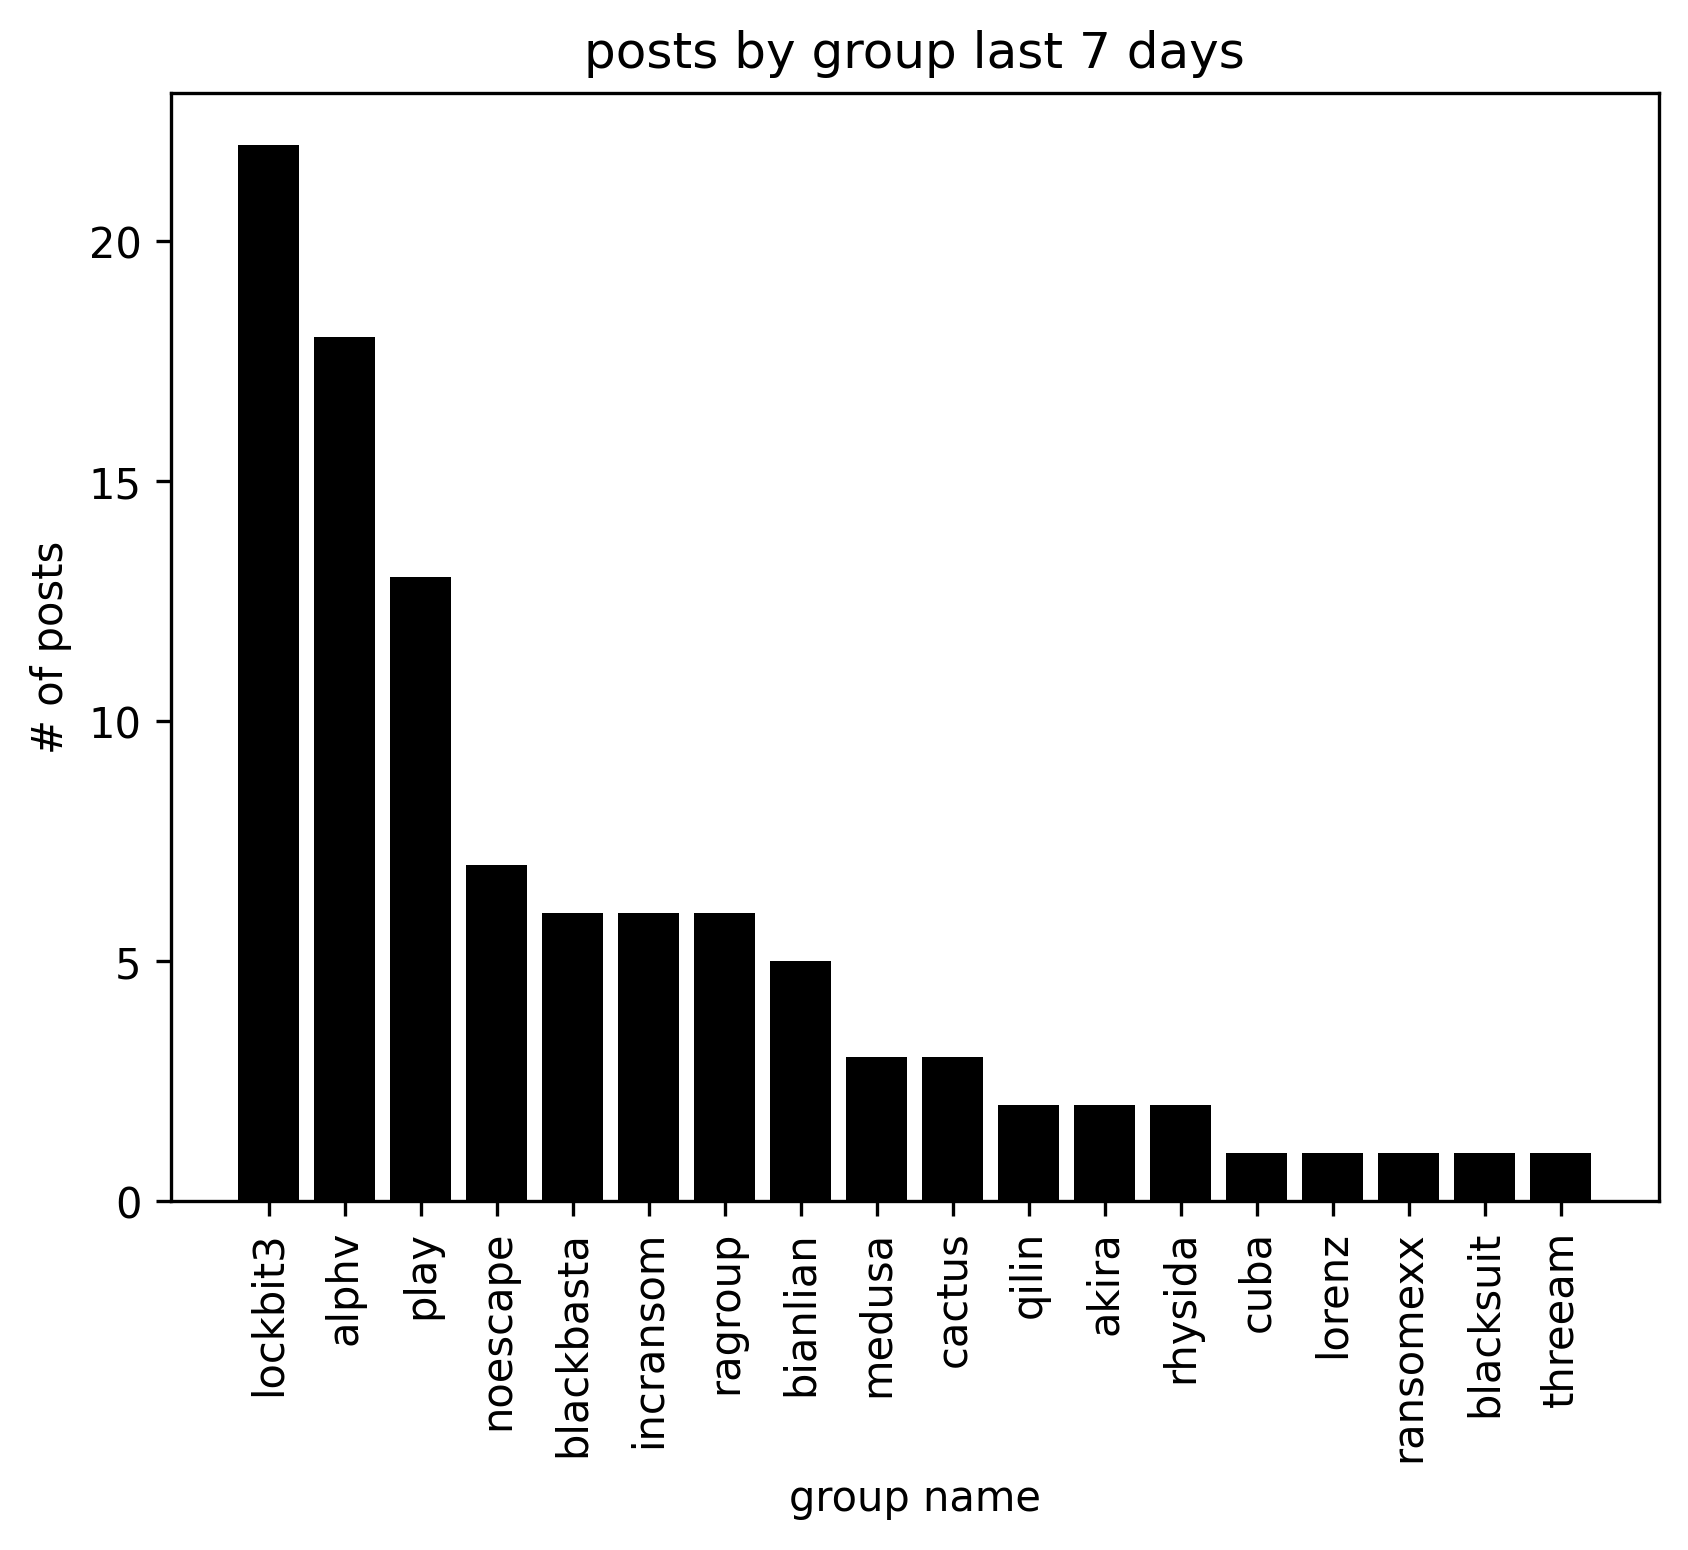 posts by group last 7 days
# of posts
20
15
10
5
0
lockbit3
alphv
play
noescape
blackbasta
incransom
ragroup
bianlian
medusa
cactus
qilin
akira
rhysida
cuba
lorenz
ransomexx
blacksuit
threeam
group name